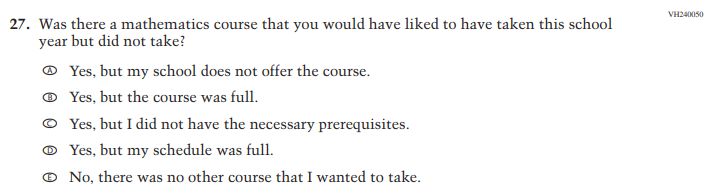 27. Was there a mathematics course that you would have liked to have taken this school
VH240050
year but did not take?
A Yes, but my school does not offer the course.
B Yes, but the course was full.
C Yes, but I did not have the necessary prerequisites.
D Yes, but my schedule was full.
E No, there was no other course that I wanted to take.